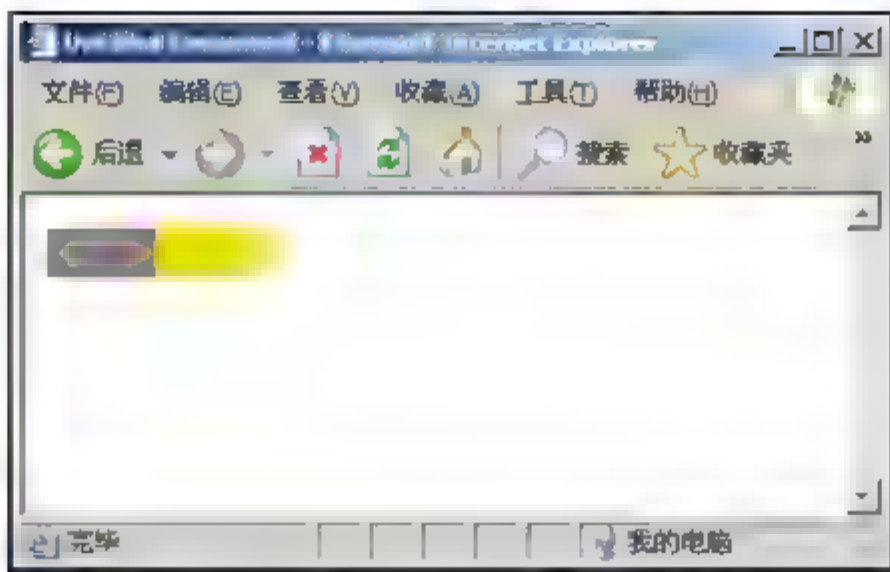 Internet Explorer
文件(F) 编辑(E) 查看(V) 收藏(A) 工具(T) 帮助(H)
后退 搜索 收藏夹 »
完毕 我的电脑